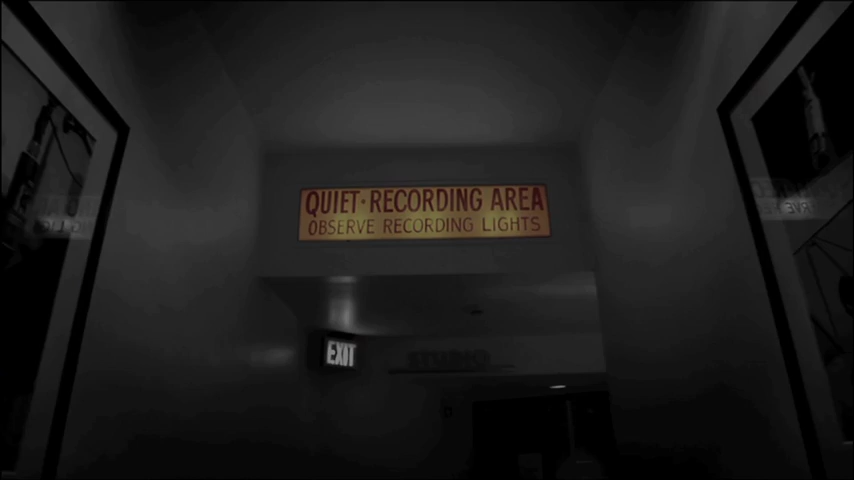 QUIET·RECORDING AREA
OBSERVE RECORDING LIGHTS
EXIT
STUDIO